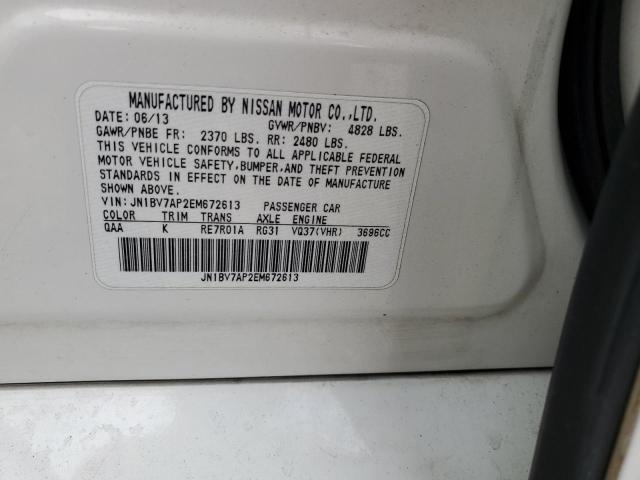 MANUFACTURED BY NISSAN MOTOR CO.,LTD.
DATE: 06/13 GVWR/PNBV: 4828 LBS.
GAWR/PNBE FR: 2370 LBS. RR: 2480 LBS.
THIS VEHICLE CONFORMS TO ALL APPLICABLE FEDERAL
MOTOR VEHICLE SAFETY, BUMPER, AND THEFT PREVENTION
STANDARDS IN EFFECT ON THE DATE OF MANUFACTURE
SHOWN ABOVE.
VIN: JN1BV7AP2EM672613 PASSENGER CAR
COLOR TRIM TRANS AXLE ENGINE
QAA K RE7R01A RG31 VQ37(VHR) 3696CC
JN1BV7AP2EM672613